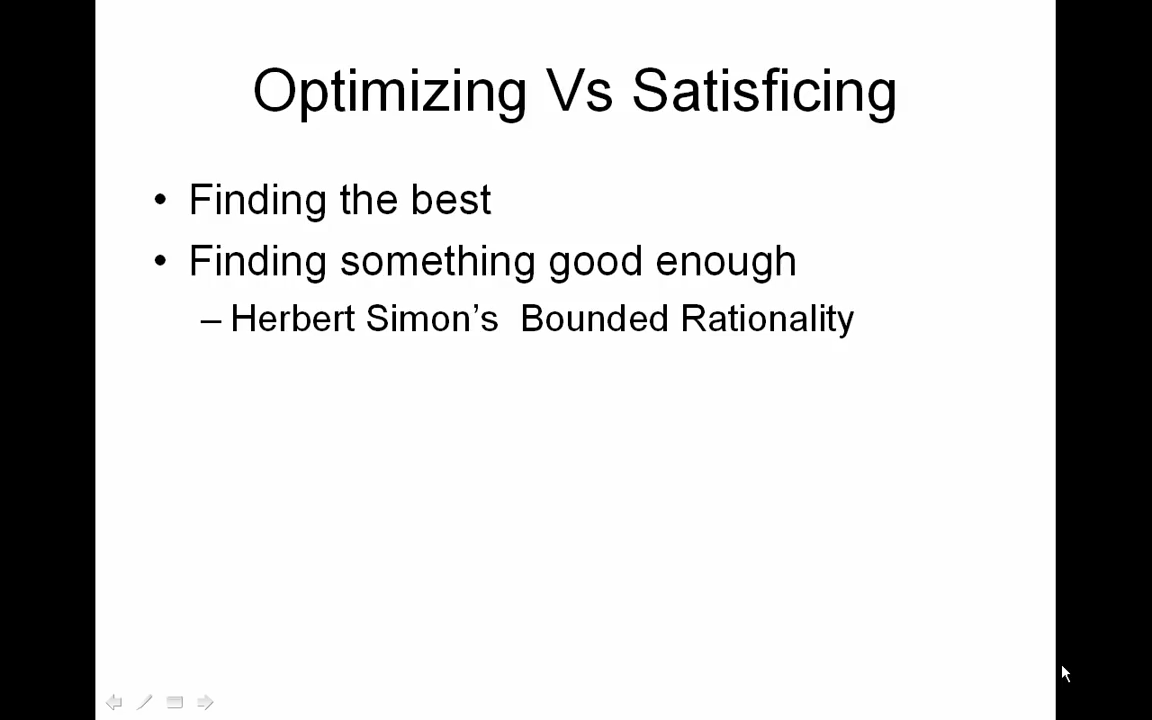 Optimizing Vs Satisficing
• Finding the best
• Finding something good enough
– Herbert Simon’s  Bounded Rationality